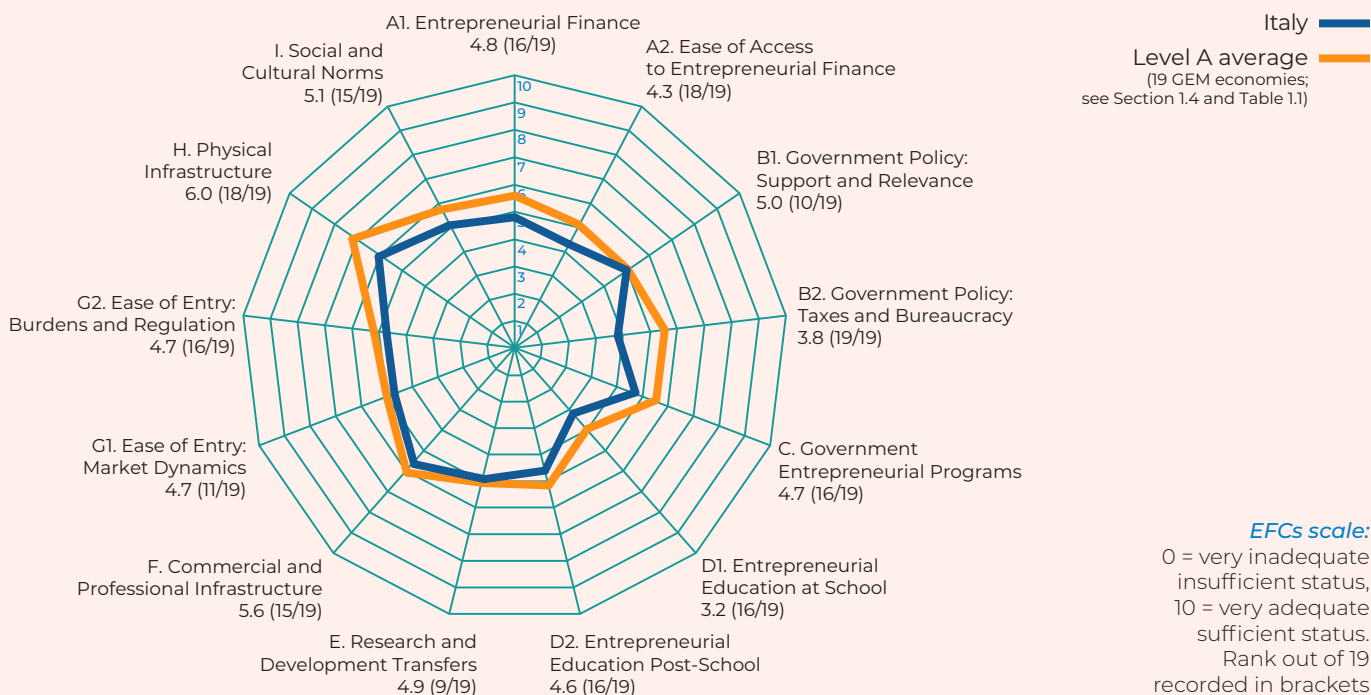 A1. Entrepreneurial Finance
4.8 (16/19)
A2. Ease of Access
to Entrepreneurial Finance
4.3 (18/19)
B1. Government Policy:
Support and Relevance
5.0 (10/19)
B2. Government Policy:
Taxes and Bureaucracy
3.8 (19/19)
C. Government
Entrepreneurial Programs
4.7 (16/19)
D1. Entrepreneurial
Education at School
3.2 (16/19)
D2. Entrepreneurial
Education Post-School
4.6 (16/19)
E. Research and
Development Transfers
4.9 (9/19)
F. Commercial and
Professional Infrastructure
5.6 (15/19)
G1. Ease of Entry:
Market Dynamics
4.7 (11/19)
G2. Ease of Entry:
Burdens and Regulation
4.7 (16/19)
H. Physical
Infrastructure
6.0 (18/19)
I. Social and
Cultural Norms
5.1 (15/19)
10
9
8
7
6
5
4
3
2
1
Italy
Level A average
(19 GEM economies;
see Section 1.4 and Table 1.1)
EFCs scale:
0 = very inadequate
insufficient status,
10 = very adequate
sufficient status.
Rank out of 19
recorded in brackets